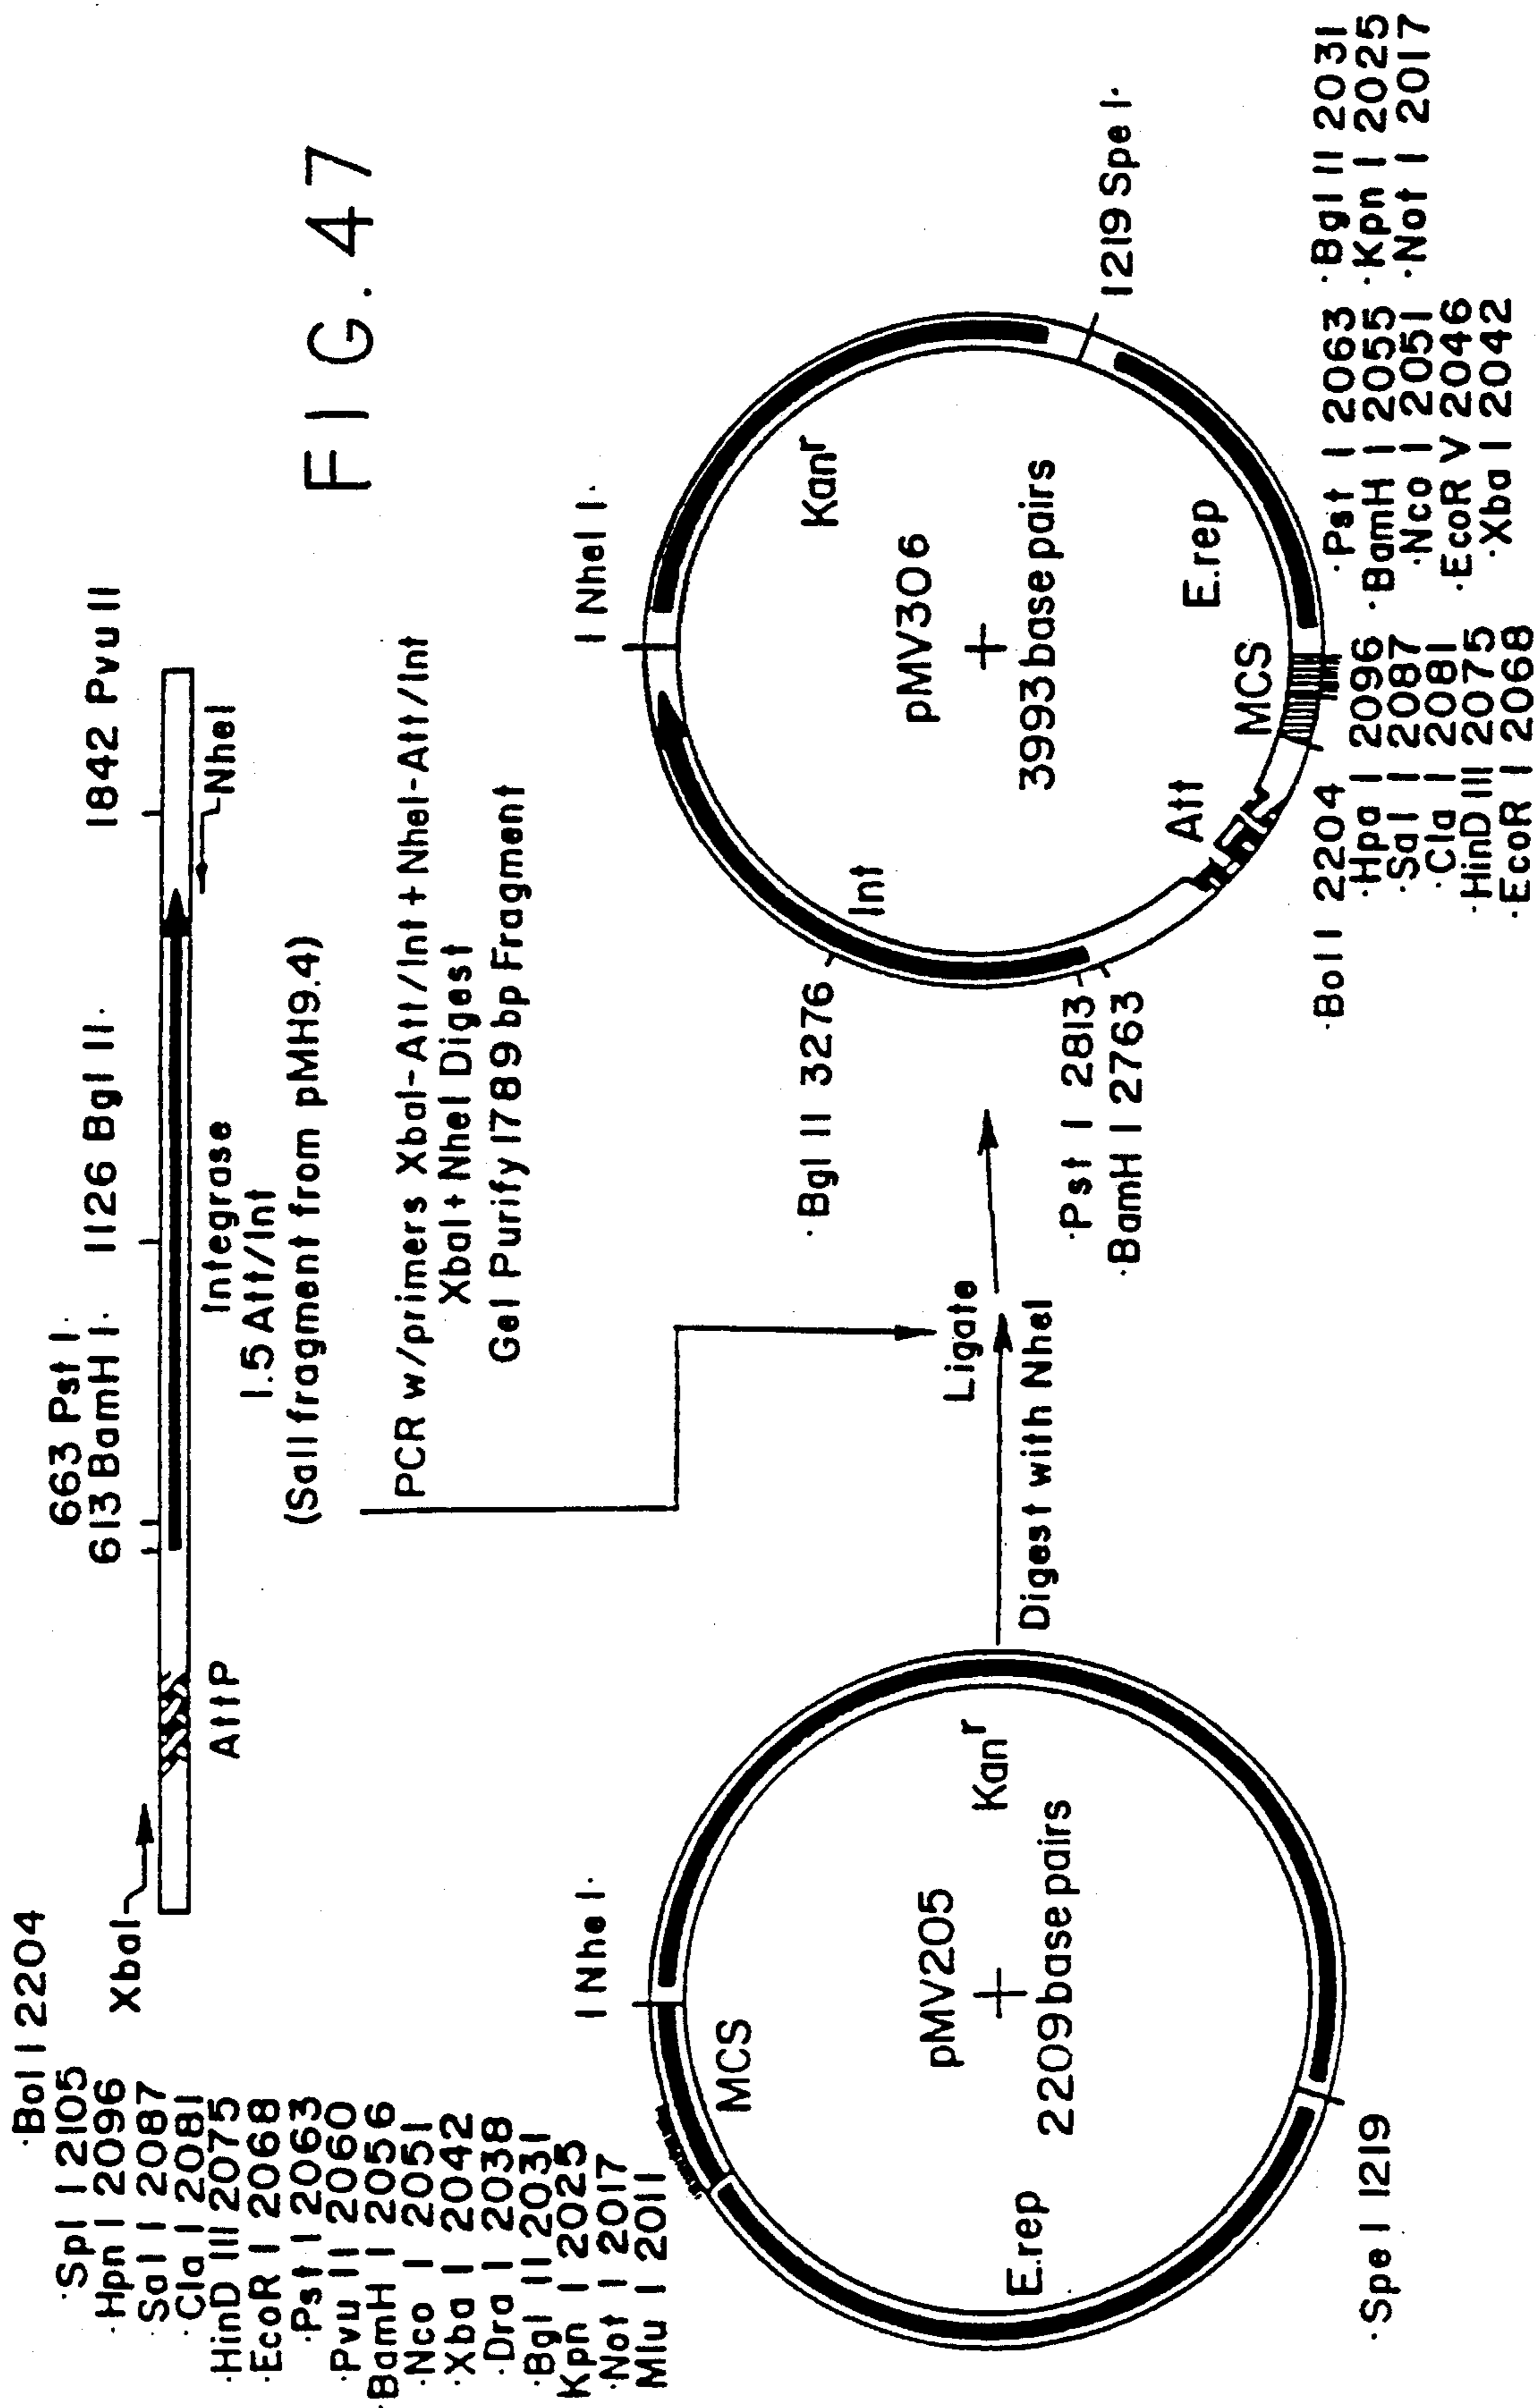 FIG. 47
·Bol I 2204
·Spl I 2105
·Hpn I 2096
Sal I 2087
·Cla I 2081
·HinD III 2075
·EcoR I 2068
·Pst I 2063
·Pvu II 2060
·BamH I 2056
·Nco I 2051
·Xba I 2042
·Dra I 2038
·Bgl II 2031
Kpn I 2025
·Not I 2017
Mlu I 2011
XbaI
AttP
663 Pst I·
613 BamH I·
1126 Bgl II·
1842 Pvu II
NheI
Integrase
1.5 Att/Int
(SalI fragment from pMH9.4)
PCR w/primers XbaI-Att/Int + NheI-Att/Int
XbaI + NheI Digest
Gel Purify 1789 bp Fragment
1 Nhe I·
MCS
pMV205
2209 base pairs
Kanr
E.rep
·Spe I 1219
Ligate
Digest with NheI
1 Nhe I·
Kanr
pMV306
3993 base pairs
Int
E.rep
MCS
Att
1219 Spe I·
·Bgl II 3276
·Pst I 2813
·BamH I 2763
·Bol I 2204
·Hpa I 2096
·Sal I 2087
·Cla I 2081
·HinD III 2075
·EcoR I 2068
·Pst I 2063
·BamH I 2055
·Nco I 2051
·EcoR V 2046
·Xba I 2042
·Bgl II 2031
·Kpn I 2025
·Not I 2017